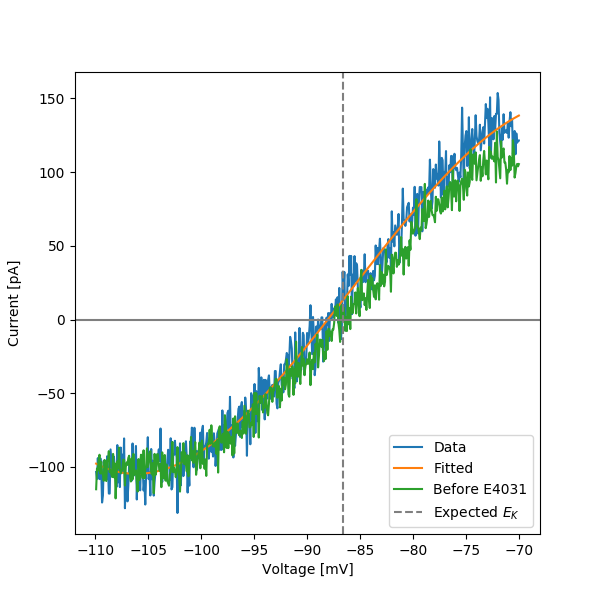 150
100
50
0
−50
−100
Current [pA]
Data
Fitted
Before E4031
Expected $E_K$
−110 −105 −100 −95 −90 −85 −80 −75 −70
Voltage [mV]